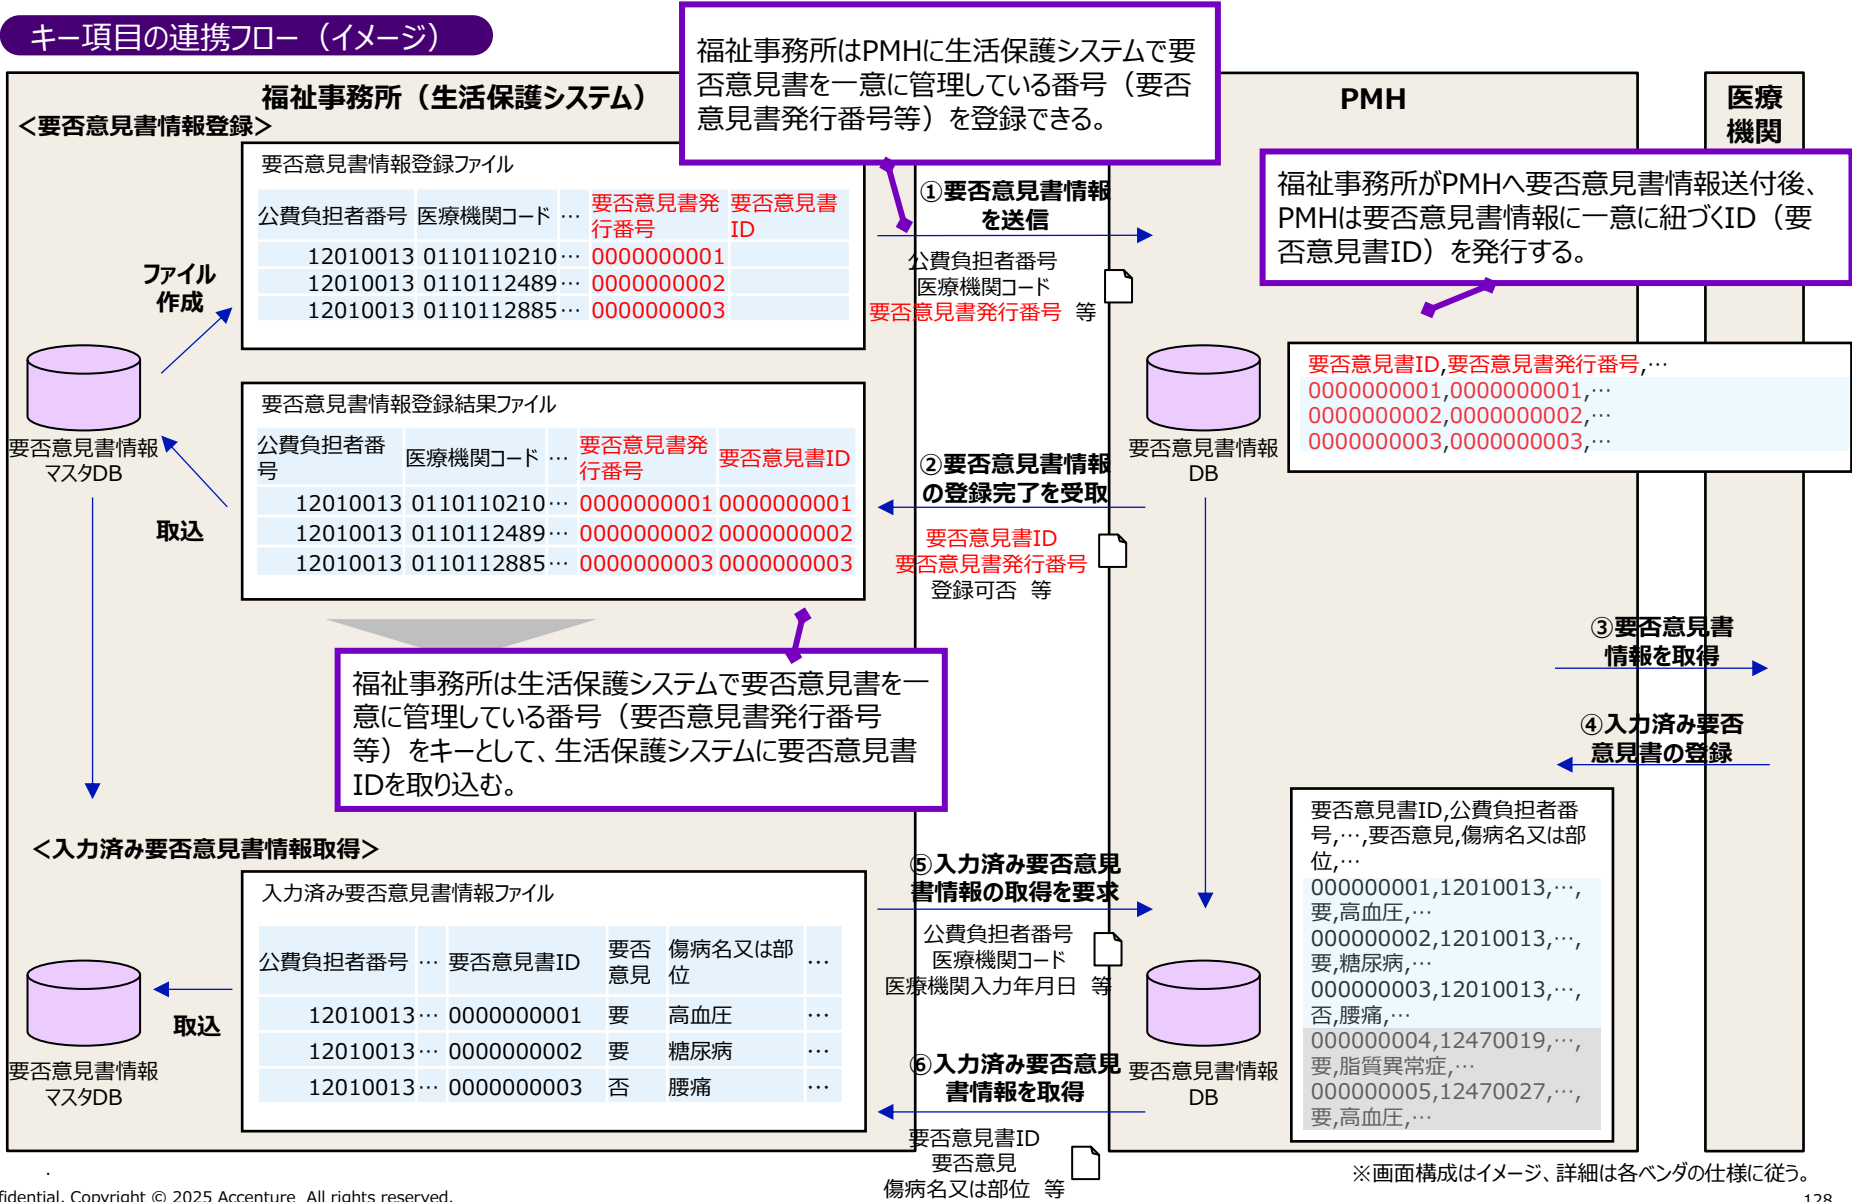 キー項目の連携フロー（イメージ）
福祉事務所はPMHに生活保護システムで要
否意見書を一意に管理している番号（要否
意見書発行番号等）を登録できる。
福祉事務所（生活保護システム）
＜要否意見書情報登録＞
PMH
医療
機関
要否意見書情報登録ファイル
公費負担者番号 医療機関コード … 要否意見書発行番号 要否意見書ID
12010013 0110110210 … 0000000001
12010013 0110112489 … 0000000002
12010013 0110112885 … 0000000003
ファイル
作成
①要否意見書情報
を送信
公費負担者番号
医療機関コード
要否意見書発行番号 等
福祉事務所がPMHへ要否意見書情報送付後、
PMHは要否意見書情報に一意に紐づくID（要
否意見書ID）を発行する。
要否意見書情報
マスタDB
要否意見書情報
DB
要否意見書ID,要否意見書発行番号,…
0000000001,0000000001,…
0000000002,0000000002,…
0000000003,0000000003,…
要否意見書情報登録結果ファイル
公費負担者番号 医療機関コード … 要否意見書発行番号 要否意見書ID
12010013 0110110210 … 0000000001 0000000001
12010013 0110112489 … 0000000002 0000000002
12010013 0110112885 … 0000000003 0000000003
取込
②要否意見書情報
の登録完了を受取
要否意見書ID
要否意見書発行番号
登録可否 等
福祉事務所は生活保護システムで要否意見書を一
意に管理している番号（要否意見書発行番号
等）をキーとして、生活保護システムに要否意見書
IDを取り込む。
③要否意見書
情報を取得
④入力済み要否
意見書の登録
＜入力済み要否意見書情報取得＞
入力済み要否意見書情報ファイル
公費負担者番号 … 要否意見書ID 要否意見 傷病名又は部位 …
12010013 … 0000000001 要 高血圧 …
12010013 … 0000000002 要 糖尿病 …
12010013 … 0000000003 否 腰痛 …
取込
要否意見書情報
マスタDB
⑤入力済み要否意見
書情報の取得を要求
公費負担者番号
医療機関コード
医療機関入力年月日 等
⑥入力済み要否意見
書情報を取得
要否意見書ID
要否意見
傷病名又は部位 等
要否意見書情報
DB
要否意見書ID,公費負担者番
号,…,要否意見,傷病名又は部
位,…
000000001,12010013,…,
要,高血圧,…
000000002,12010013,…,
要,糖尿病,…
000000003,12010013,…,
否,腰痛,…
000000004,12470019,…,
要,脂質異常症,…
000000005,12470027,…,
要,高血圧,…
※画面構成はイメージ、詳細は各ベンダの仕様に従う。
fidential. Copyright © 2025 Accenture All rights reserved.
128